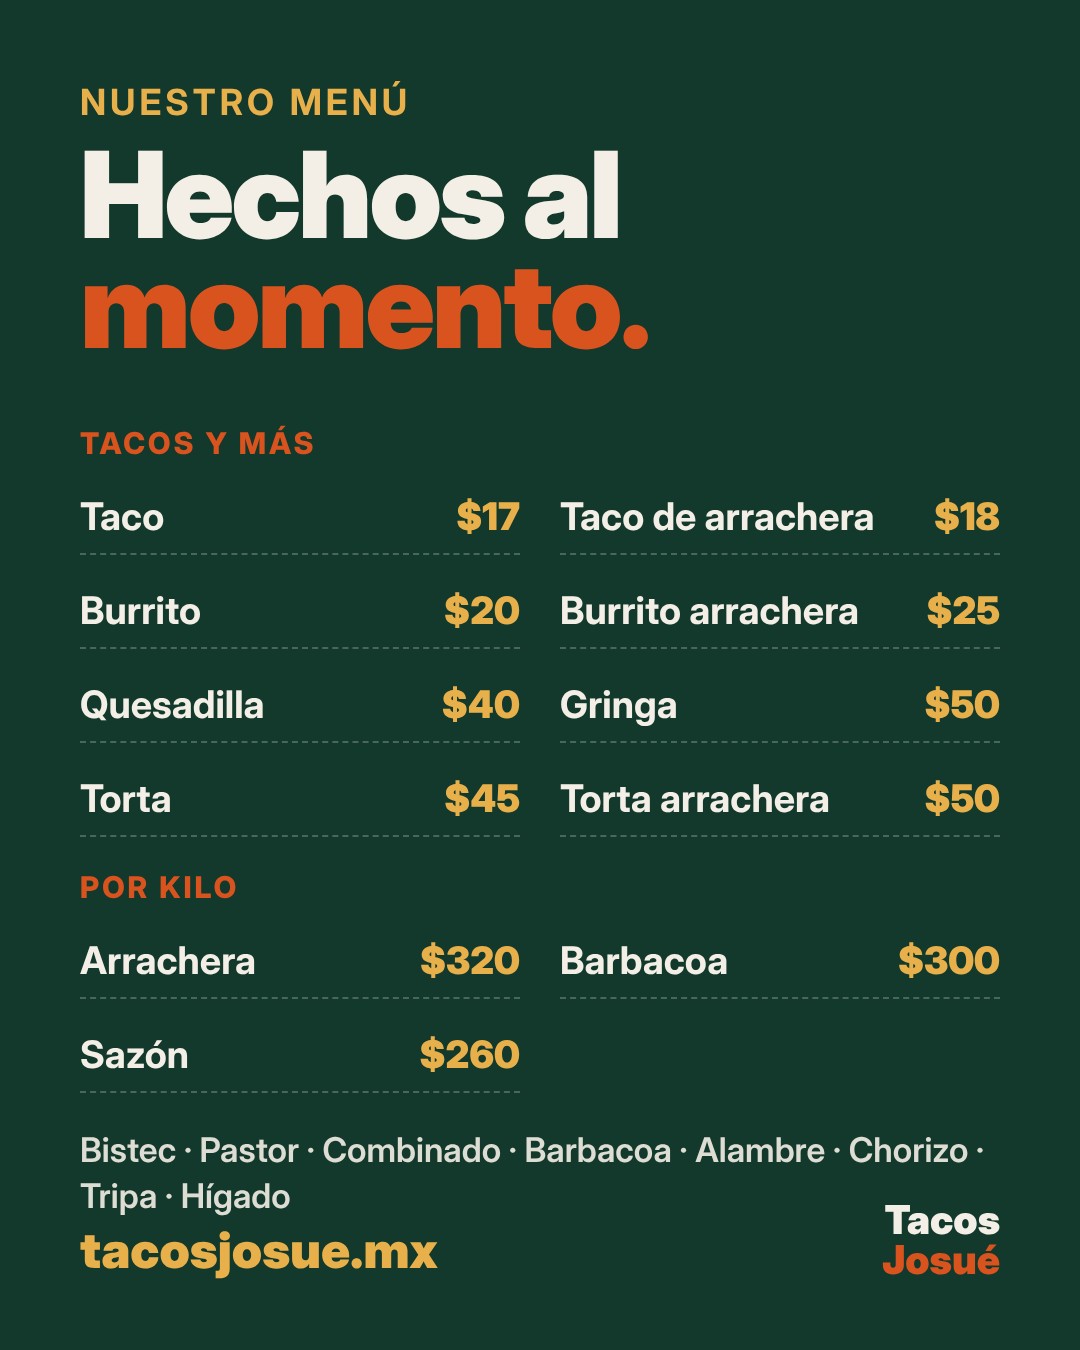 NUESTRO MENÚ
Hechos al
momento.
TACOS Y MÁS
Taco $17 Taco de arrachera $18
Burrito $20 Burrito arrachera $25
Quesadilla $40 Gringa $50
Torta $45 Torta arrachera $50
POR KILO
Arrachera $320 Barbacoa $300
Sazón $260
Bistec · Pastor · Combinado · Barbacoa · Alambre · Chorizo ·
Tripa · Hígado
tacosjosue.mx
Tacos
Josué